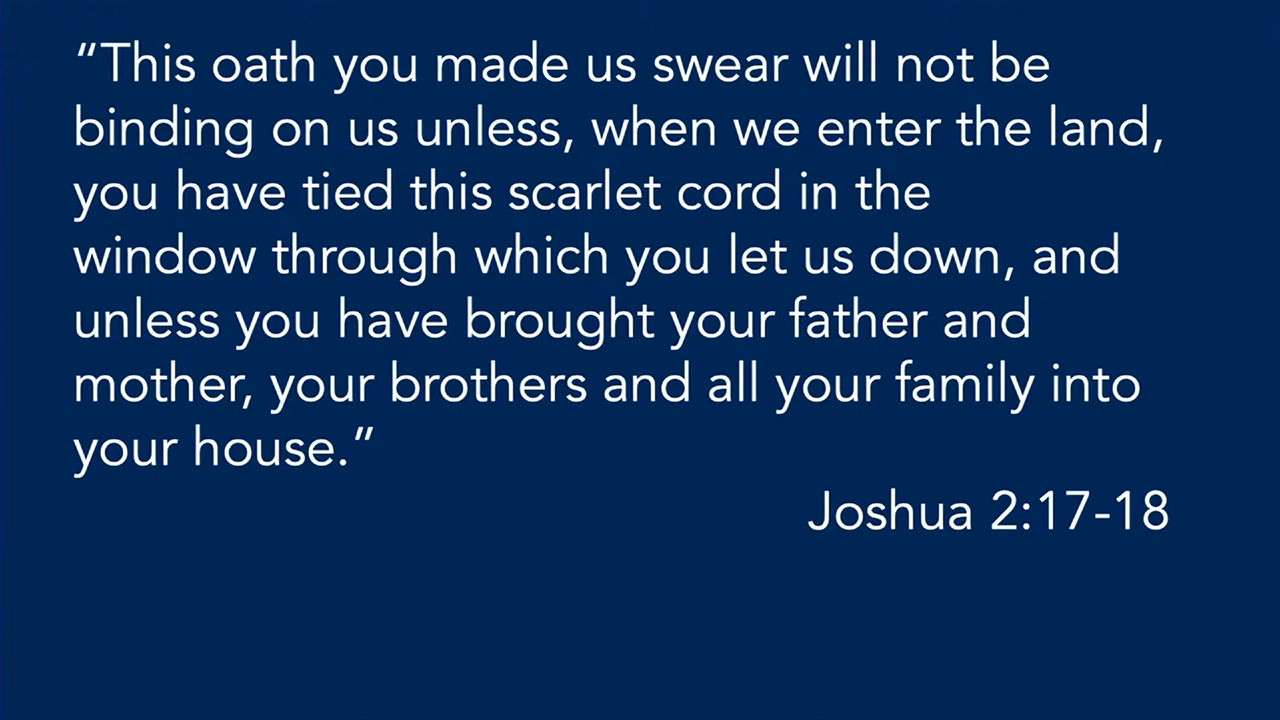 “This oath you made us swear will not be
binding on us unless, when we enter the land,
you have tied this scarlet cord in the
window through which you let us down, and
unless you have brought your father and
mother, your brothers and all your family into
your house.”
Joshua 2:17-18